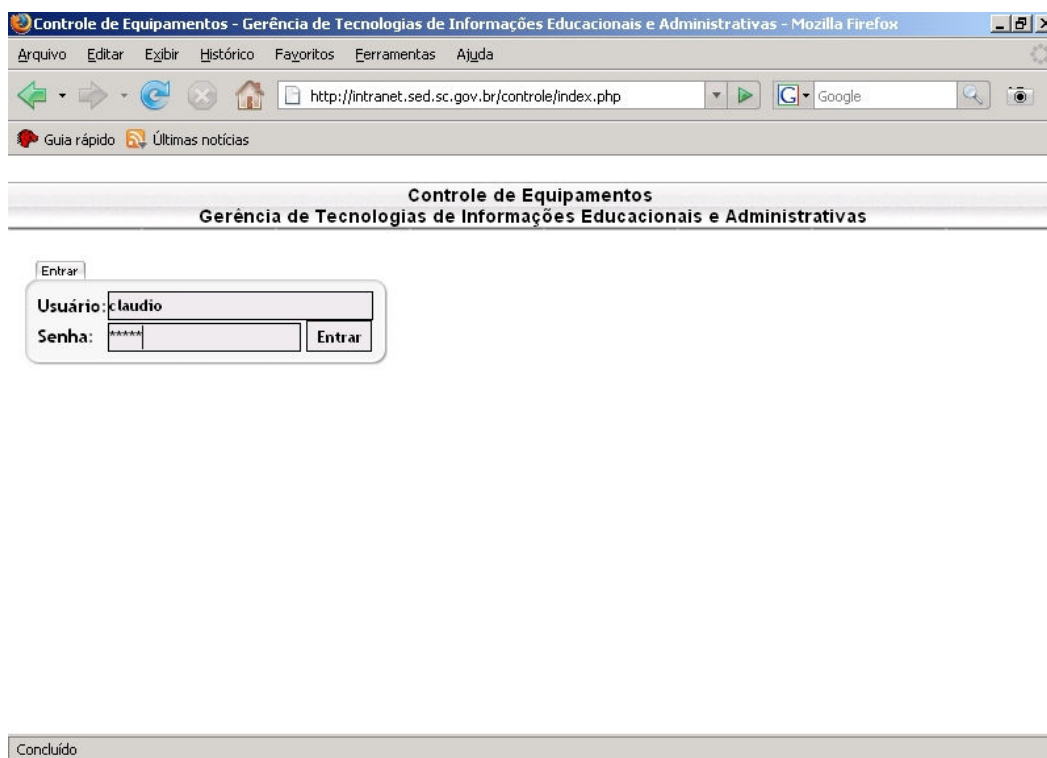 Controle de Equipamentos - Gerência de Tecnologias de Informações Educacionais e Administrativas - Mozilla Firefox
Arquivo Editar Exibir Histórico Favoritos Ferramentas Ajuda
http://intranet.sed.sc.gov.br/controle/index.php G Google
Guia rápido Últimas notícias
Controle de Equipamentos
Gerência de Tecnologias de Informações Educacionais e Administrativas
Entrar
Usuário: claudio
Senha: ***** Entrar
Concluído